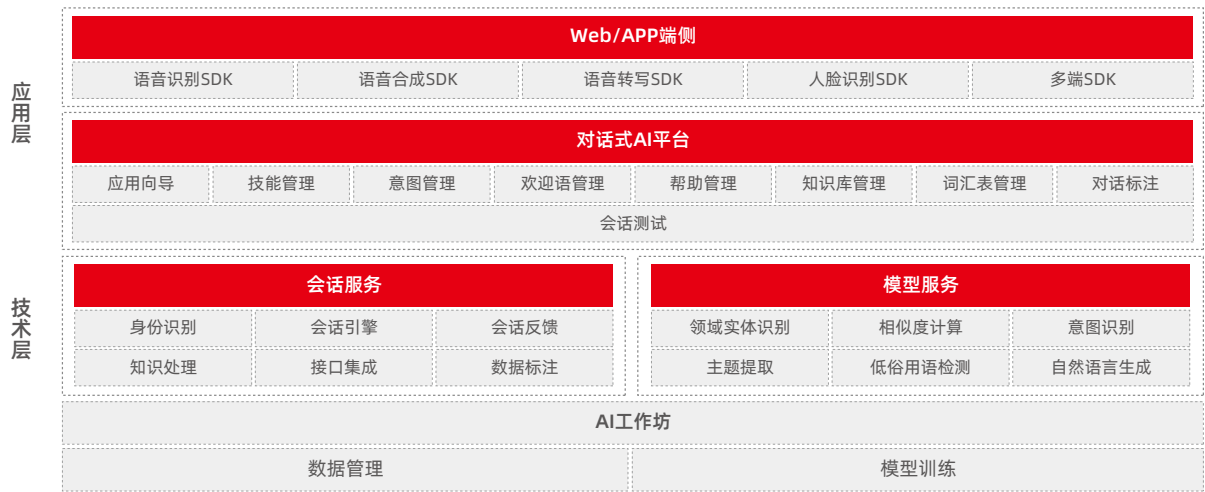 应用层
Web/APP端侧
语音识别SDK 语音合成SDK 语音转写SDK 人脸识别SDK 多端SDK
对话式AI平台
应用向导 技能管理 意图管理 欢迎语管理 帮助管理 知识库管理 词汇表管理 对话标注
会话测试
技术层
会话服务 模型服务
身份识别 会话引擎 会话反馈 领域实体识别 相似度计算 意图识别
知识处理 接口集成 数据标注 主题提取 低俗用语检测 自然语言生成
AI工作坊
数据管理 模型训练